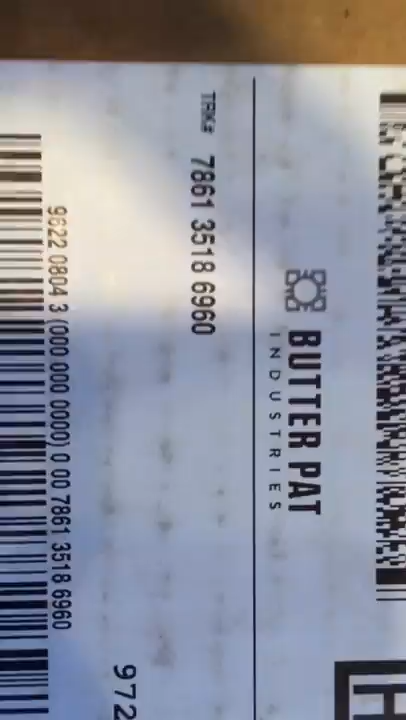 BUTTER PAT
INDUSTRIES
TRK#
7861 3518 6960
972
9622 0804 3 (000 000 0000) 0 00 7861 3518 6960